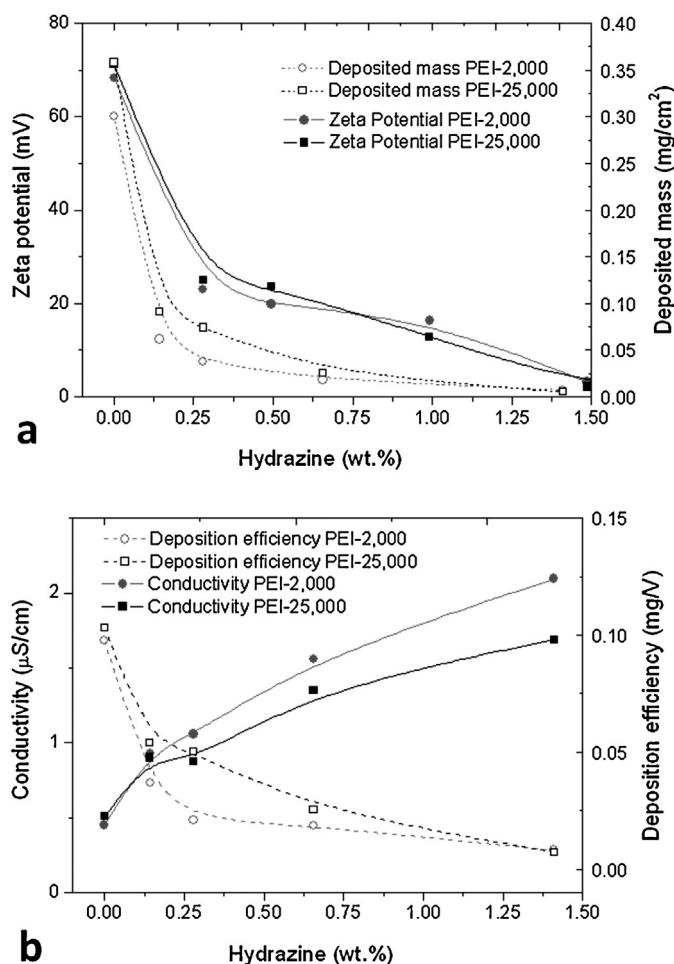 80
60
40
20
0
Zeta potential (mV)
Deposited mass PEI-2,000
Deposited mass PEI-25,000
Zeta Potential PEI-2,000
Zeta Potential PEI-25,000
0.40
0.35
0.30
0.25
0.20
0.15
0.10
0.05
0.00
Deposited mass (mg/cm²)
0.00 0.25 0.50 0.75 1.00 1.25 1.50
Hydrazine (wt.%)
a
2
1
0
Conductivity (µS/cm)
Deposition efficiency PEI-2,000
Deposition efficiency PEI-25,000
Conductivity PEI-2,000
Conductivity PEI-25,000
0.15
0.10
0.05
0.00
Deposition efficiency (mg/V)
0.00 0.25 0.50 0.75 1.00 1.25 1.50
Hydrazine (wt.%)
b